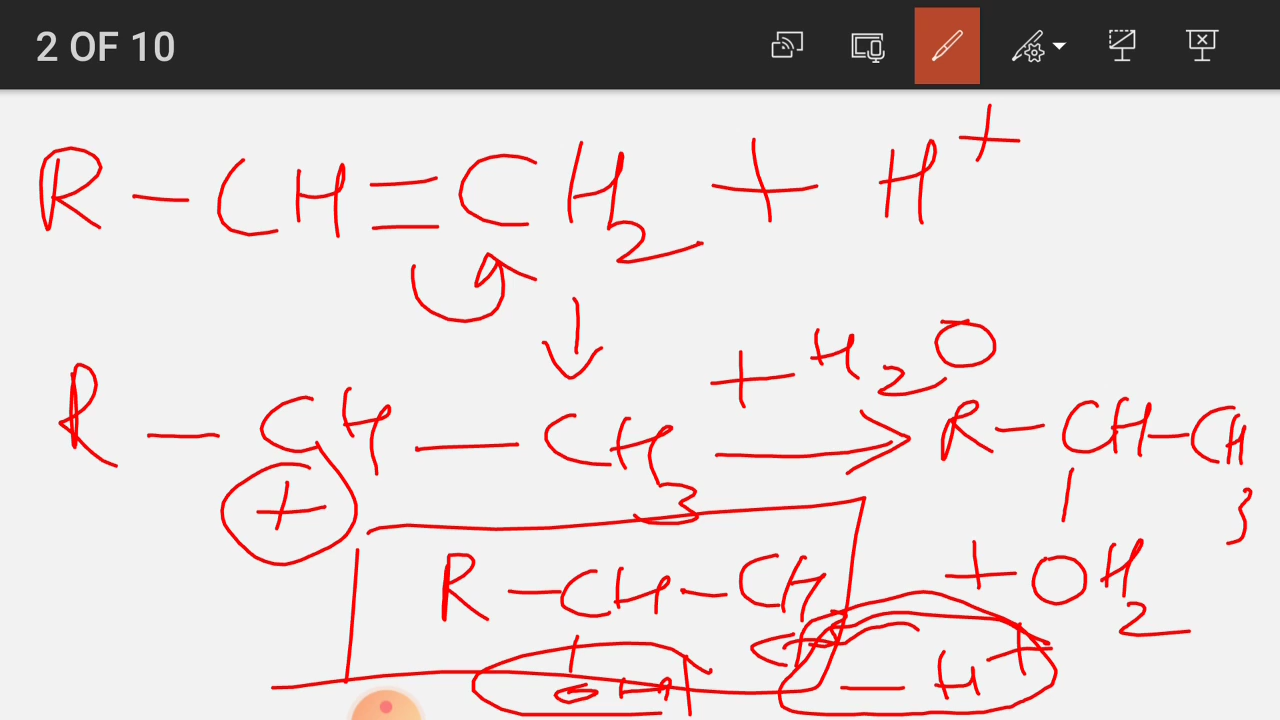 2 OF 10
R - CH = CH2 + H+
R - CH - CH3 + H2O → R - CH - CH3
+
+OH2
R - CH - CH3
OH
- H+